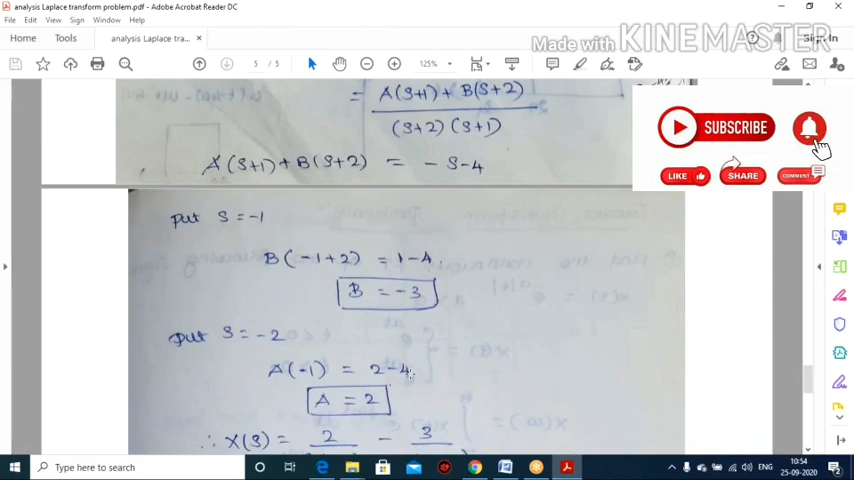 analysis Laplace transform problem.pdf - Adobe Acrobat Reader DC
File Edit View Sign Window Help
Home Tools analysis Laplace tra... × Sign In
Made with KINEMASTER
5 / 5 125%
= A(S+1) + B(S+2)
(S+2) (S+1)
A(S+1) + B(S+2) = - S-4
SUBSCRIBE
LIKE SHARE COMMENT
Put S = -1
B(-1+2) = 1-4.
B = -3
Put S = -2
A(-1) = 2-4
A = 2
∴ X(S) = 2 - 3
Type here to search
ENG 10:54
25-09-2020
2